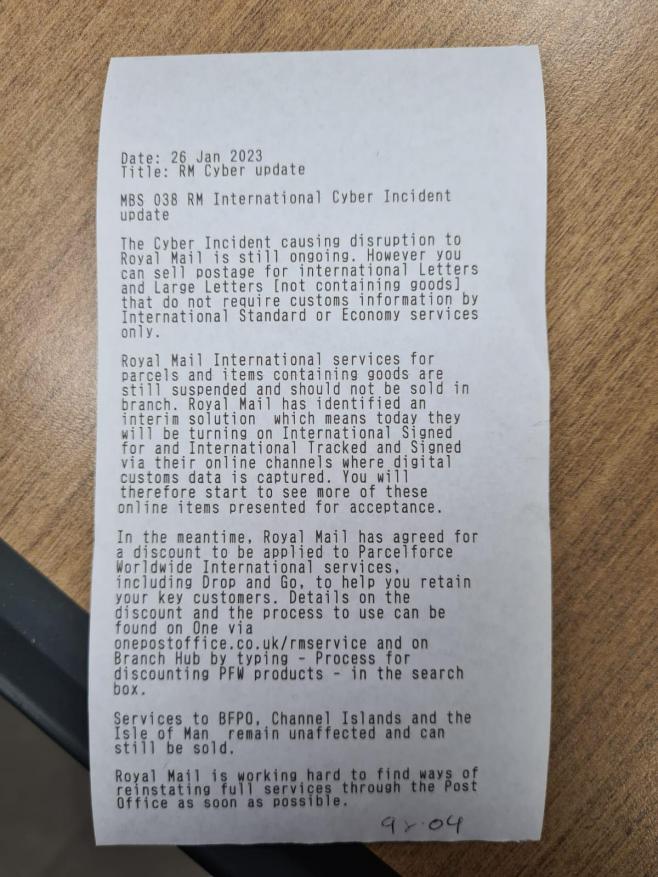 Date: 26 Jan 2023
Title: RM Cyber update
MBS 038 RM International Cyber Incident
update
The Cyber Incident causing disruption to
Royal Mail is still ongoing. However you
can sell postage for international Letters
and Large Letters [not containing goods]
that do not require customs information by
International Standard or Economy services
only.
Royal Mail International services for
parcels and items containing goods are
still suspended and should not be sold in
branch. Royal Mail has identified an
interim solution which means today they
will be turning on International Signed
for and International Tracked and Signed
via their online channels where digital
customs data is captured. You will
therefore start to see more of these
online items presented for acceptance.
In the meantime, Royal Mail has agreed for
a discount to be applied to Parcelforce
Worldwide International services,
including Drop and Go, to help you retain
your key customers. Details on the
discount and the process to use can be
found on One via
onepostoffice.co.uk/rmservice and on
Branch Hub by typing - Process for
discounting PFW products - in the search
box.
Services to BFPO, Channel Islands and the
Isle of Man remain unaffected and can
still be sold.
Royal Mail is working hard to find ways of
reinstating full services through the Post
Office as soon as possible.